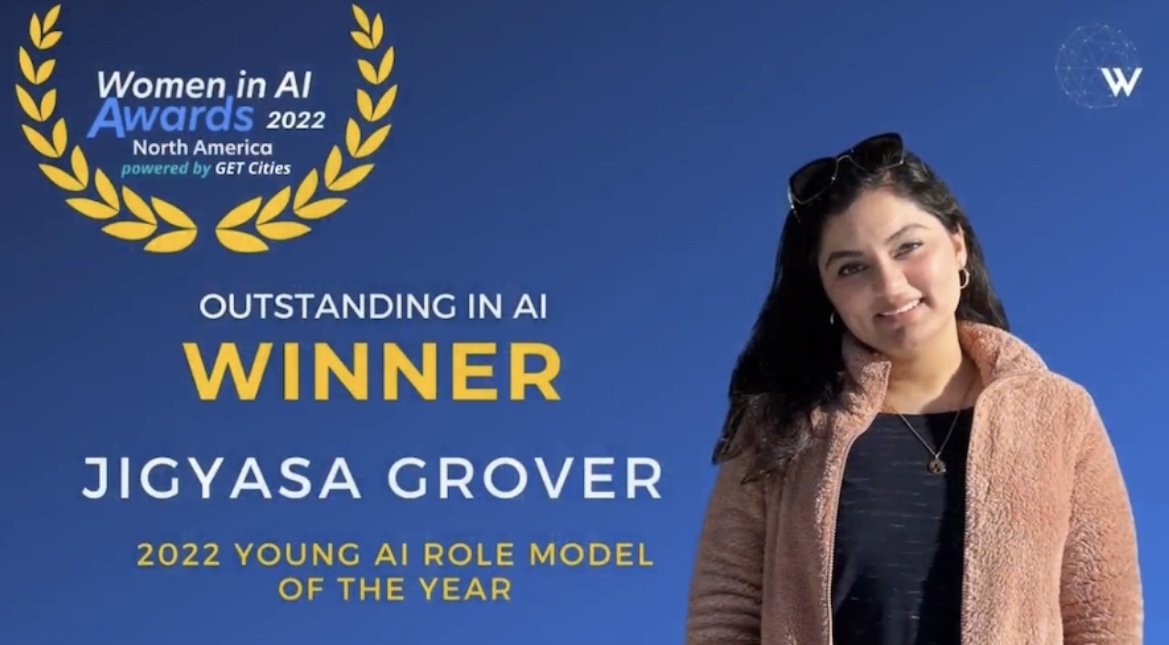 Women in AI
Awards 2022
North America
powered by GET Cities
W
OUTSTANDING IN AI
WINNER
JIGYASA GROVER
2022 YOUNG AI ROLE MODEL
OF THE YEAR